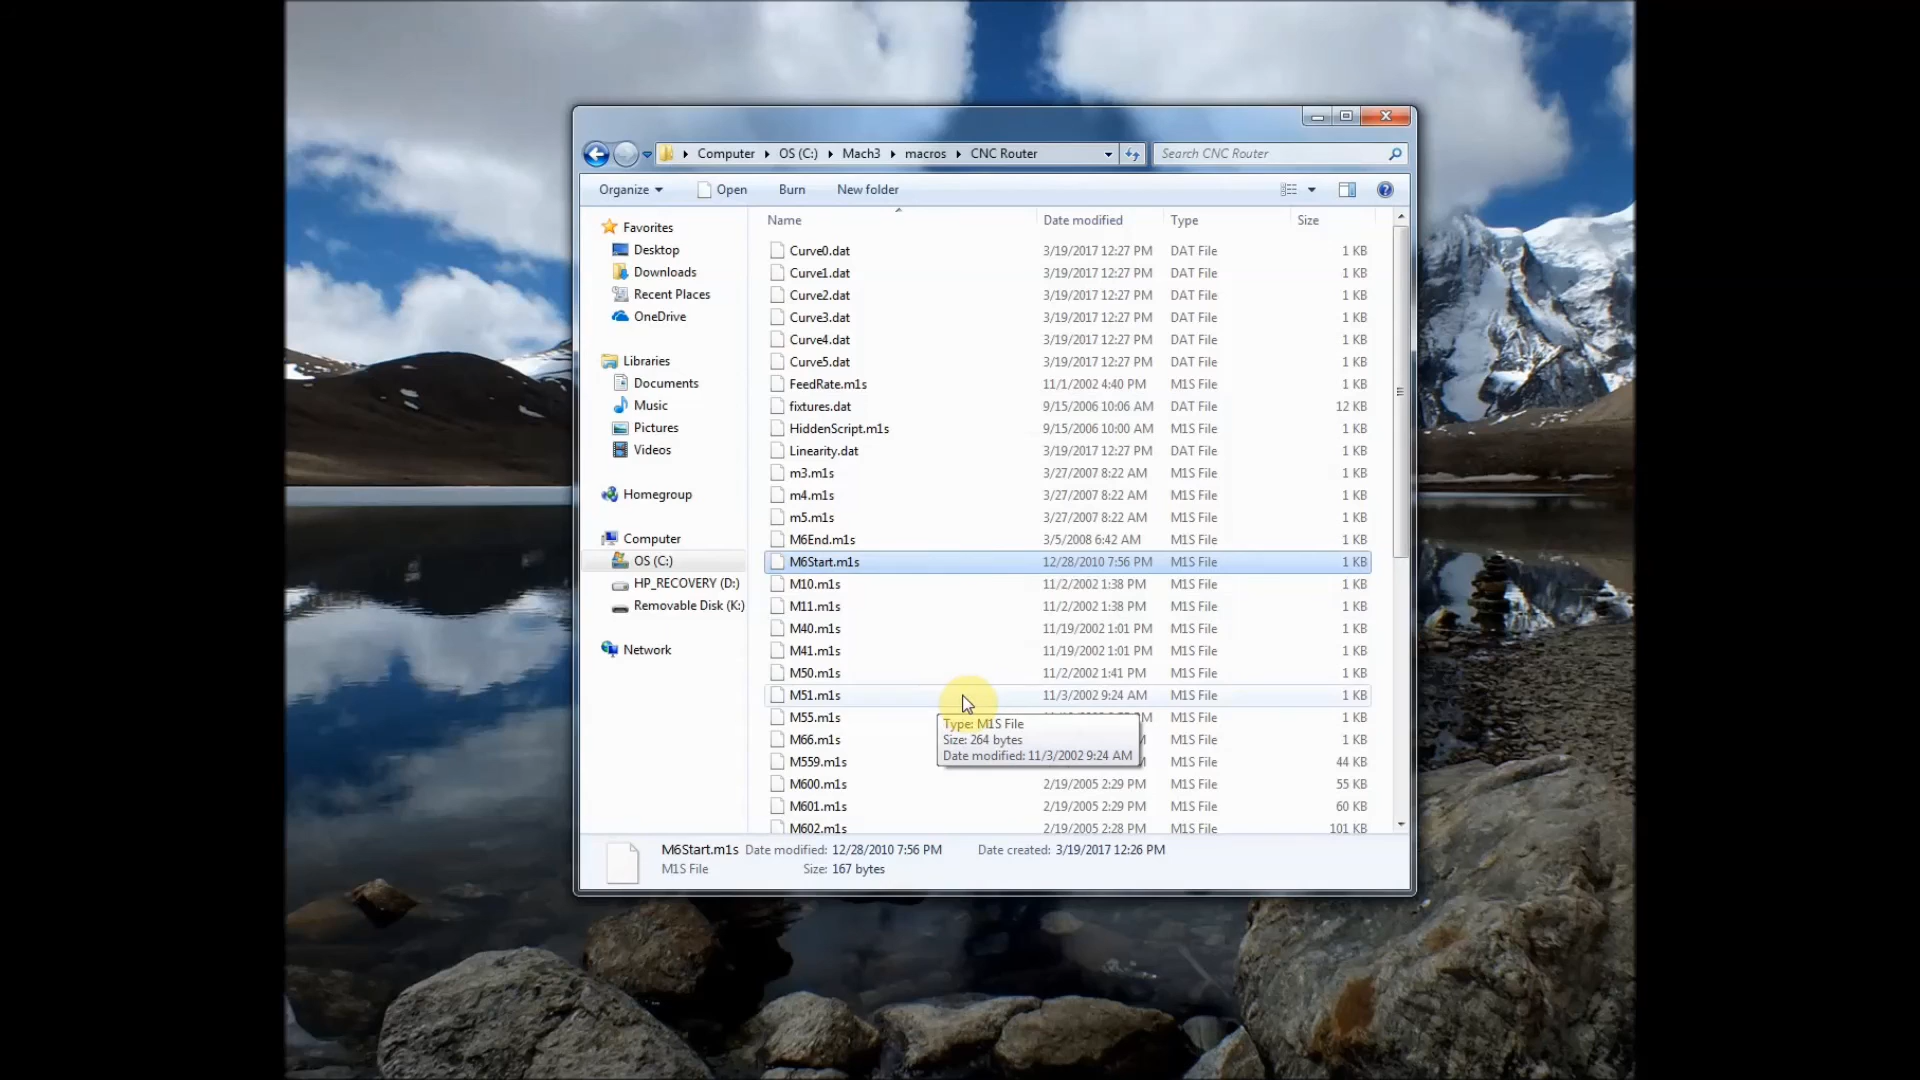 Computer OS (C:) Mach3 macros CNC Router Search CNC Router
Organize Open Burn New folder
Favorites
Desktop
Downloads
Recent Places
OneDrive
Libraries
Documents
Music
Pictures
Videos
Homegroup
Computer
OS (C:)
HP_RECOVERY (D:)
Removable Disk (K:)
Network
Name Date modified Type Size
Curve0.dat 3/19/2017 12:27 PM DAT File 1 KB
Curve1.dat 3/19/2017 12:27 PM DAT File 1 KB
Curve2.dat 3/19/2017 12:27 PM DAT File 1 KB
Curve3.dat 3/19/2017 12:27 PM DAT File 1 KB
Curve4.dat 3/19/2017 12:27 PM DAT File 1 KB
Curve5.dat 3/19/2017 12:27 PM DAT File 1 KB
FeedRate.m1s 11/1/2002 4:40 PM M1S File 1 KB
fixtures.dat 9/15/2006 10:06 AM DAT File 12 KB
HiddenScript.m1s 9/15/2006 10:00 AM M1S File 1 KB
Linearity.dat 3/19/2017 12:27 PM DAT File 1 KB
m3.m1s 3/27/2007 8:22 AM M1S File 1 KB
m4.m1s 3/27/2007 8:22 AM M1S File 1 KB
m5.m1s 3/27/2007 8:22 AM M1S File 1 KB
M6End.m1s 3/5/2008 6:42 AM M1S File 1 KB
M6Start.m1s 12/28/2010 7:56 PM M1S File 1 KB
M10.m1s 11/2/2002 1:38 PM M1S File 1 KB
M11.m1s 11/2/2002 1:38 PM M1S File 1 KB
M40.m1s 11/19/2002 1:01 PM M1S File 1 KB
M41.m1s 11/19/2002 1:01 PM M1S File 1 KB
M50.m1s 11/2/2002 1:41 PM M1S File 1 KB
M51.m1s 11/3/2002 9:24 AM M1S File 1 KB
M55.m1s M1S File 1 KB
M66.m1s M1S File 1 KB
M559.m1s M1S File 44 KB
M600.m1s 2/19/2005 2:29 PM M1S File 55 KB
M601.m1s 2/19/2005 2:29 PM M1S File 60 KB
M602.m1s 2/19/2005 2:28 PM M1S File 101 KB
Type: M1S File
Size: 264 bytes
Date modified: 11/3/2002 9:24 AM
M6Start.m1s Date modified: 12/28/2010 7:56 PM Date created: 3/19/2017 12:26 PM
M1S File Size: 167 bytes